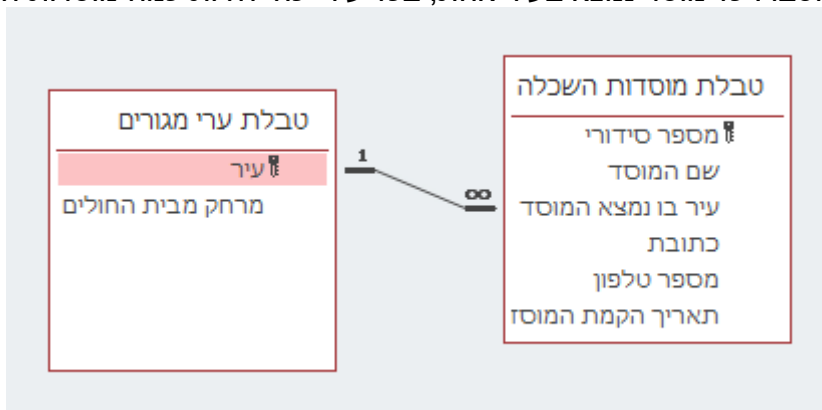 טבלת מוסדות השכלה
מספר סידורי
שם המוסד
עיר בו נמצא המוסד
כתובת
מספר טלפון
תאריך הקמת המוסד
טבלת ערי מגורים
עיר
מרחק מבית החולים
1
∞